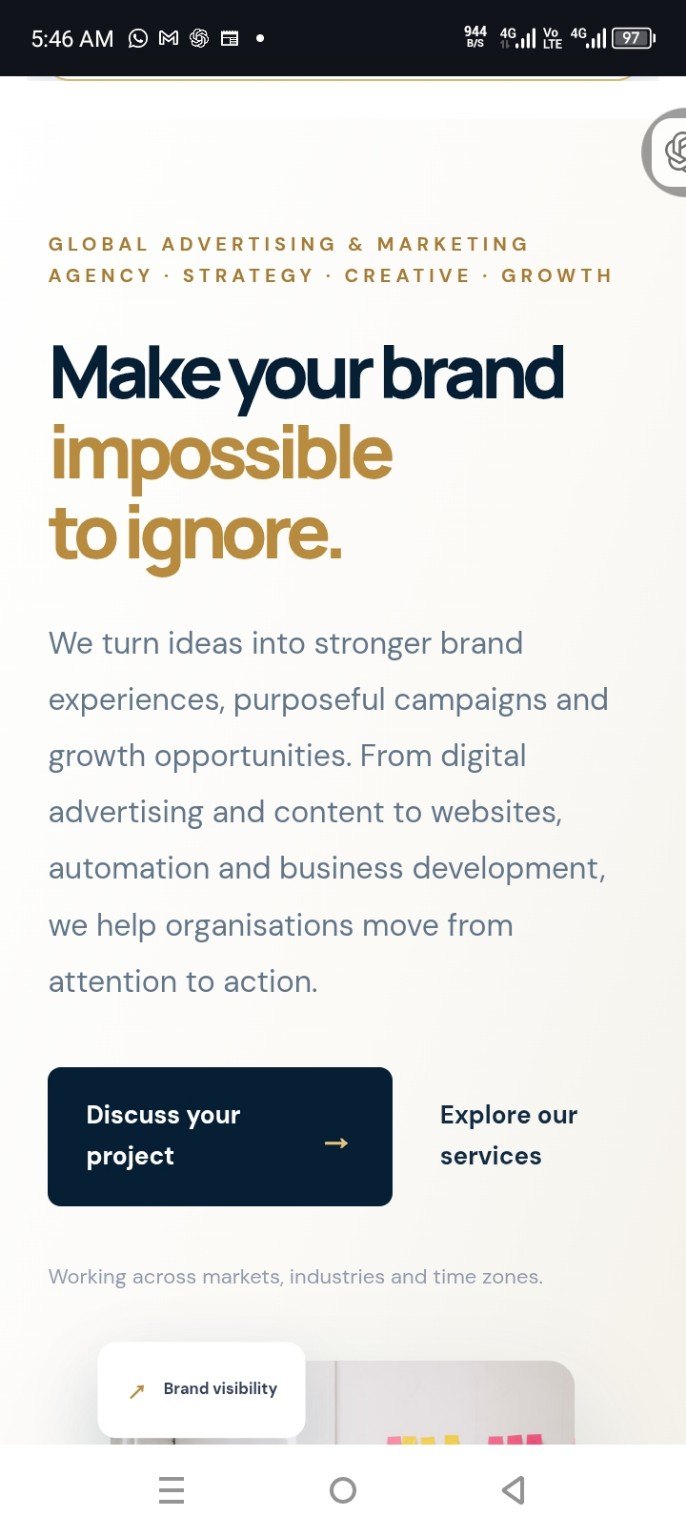 5:46 AM
944 B/S 4G Vo LTE 4G 97
GLOBAL ADVERTISING & MARKETING
AGENCY · STRATEGY · CREATIVE · GROWTH
Make your brand
impossible
to ignore.
We turn ideas into stronger brand
experiences, purposeful campaigns and
growth opportunities. From digital
advertising and content to websites,
automation and business development,
we help organisations move from
attention to action.
Discuss your
project →
Explore our
services
Working across markets, industries and time zones.
↗ Brand visibility